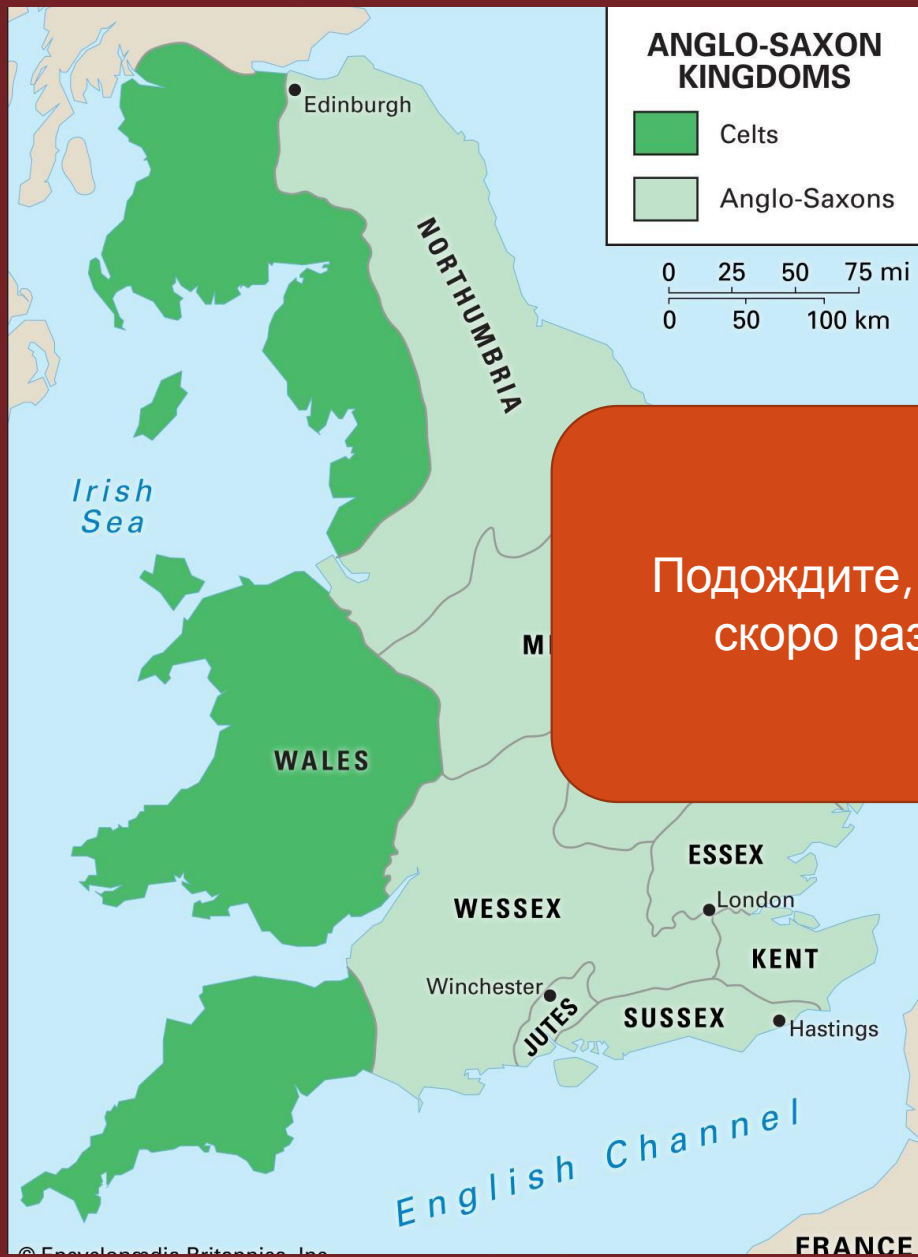 ANGLO-SAXON
KINGDOMS
Celts
Anglo-Saxons
0 25 50 75 mi
0 50 100 km
Edinburgh
NORTHUMBRIA
Irish
Sea
Подождите,
скоро
WALES
ESSEX
London
WESSEX
KENT
Winchester
JUTES
SUSSEX
Hastings
English Channel
FRANCE